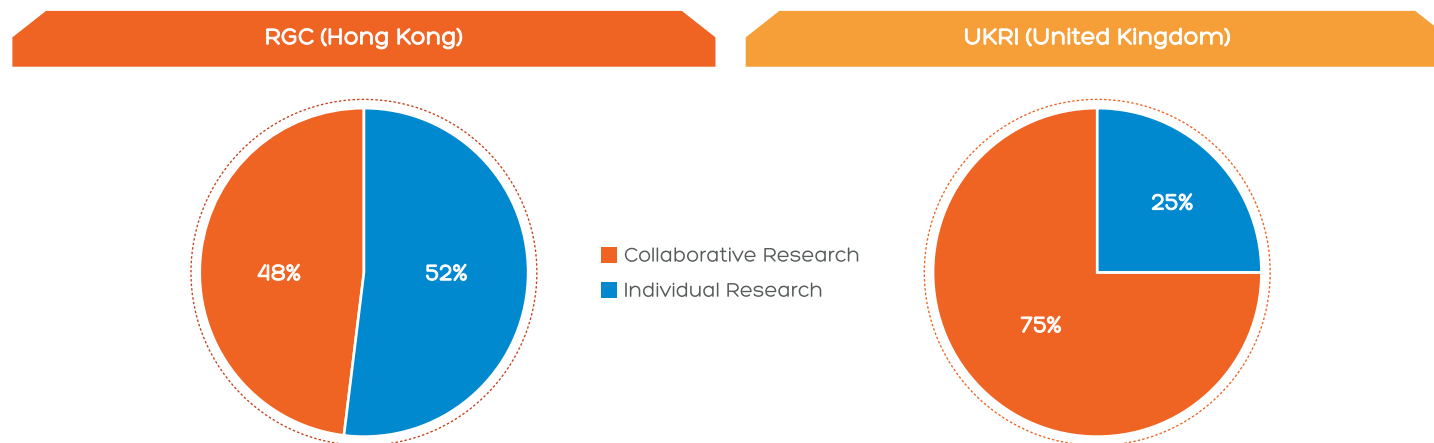 RGC (Hong Kong)
UKRI (United Kingdom)
48%
52%
Collaborative Research
Individual Research
25%
75%